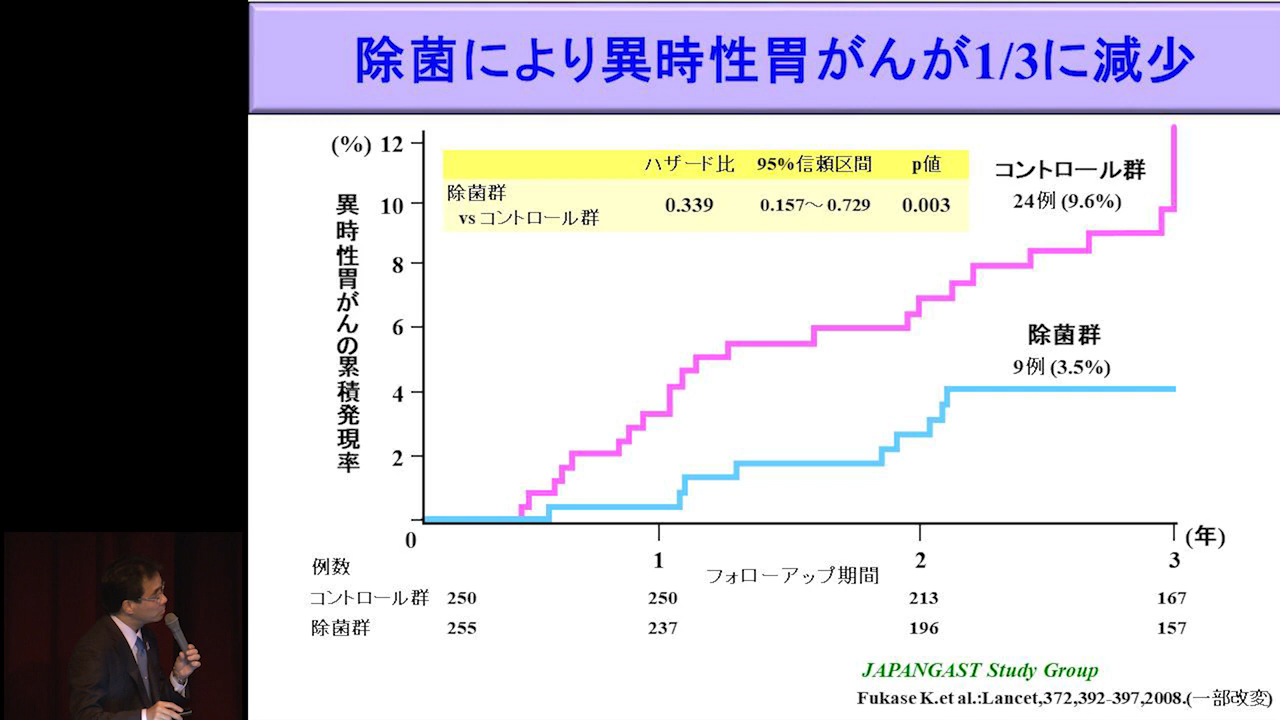 除菌により異時性胃がんが1/3に減少
(%)
12
10
8
6
4
2
0
異時性胃がんの累積発現率
ハザード比 95%信頼区間 p値
除菌群
vs コントロール群
0.339 0.157～0.729 0.003
コントロール群
24例 (9.6%)
除菌群
9例 (3.5%)
1 2 3 (年)
フォローアップ期間
例数
コントロール群 250 250 213 167
除菌群 255 237 196 157
JAPANGAST Study Group
Fukase K.et al.:Lancet,372,392-397,2008.(一部改変)